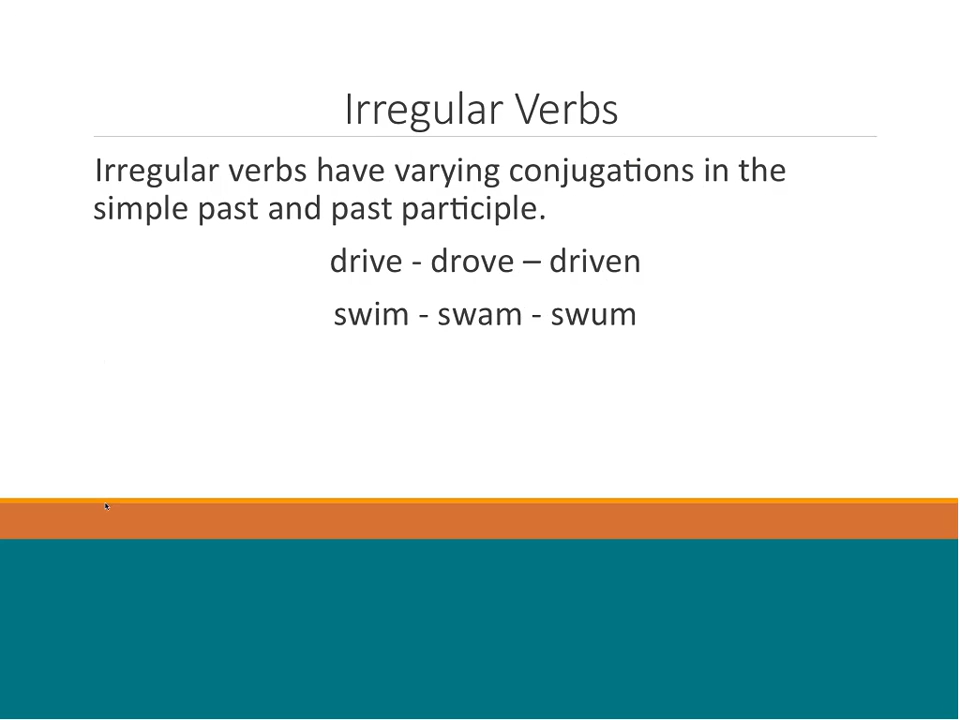 Irregular Verbs
Irregular verbs have varying conjugations in the
simple past and past participle.
drive - drove – driven
swim - swam - swum